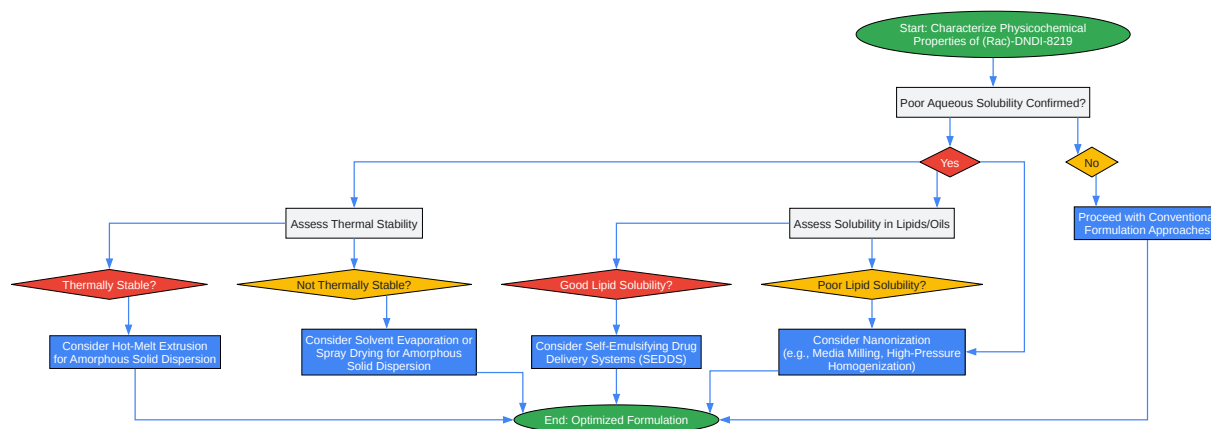 Start: Characterize Physicochemical
Properties of (Rac)-DNDI-8219
Poor Aqueous Solubility Confirmed?
Yes
No
Assess Thermal Stability
Assess Solubility in Lipids/Oils
Proceed with Conventiona
Formulation Approaches
Thermally Stable?
Not Thermally Stable?
Good Lipid Solubility?
Poor Lipid Solubility?
Consider Hot-Melt Extrusion
for Amorphous Solid Dispersion
Consider Solvent Evaporation or
Spray Drying for Amorphous
Solid Dispersion
Consider Self-Emulsifying Drug
Delivery Systems (SEDDS)
Consider Nanonization
(e.g., Media Milling, High-Pressure
Homogenization)
End: Optimized Formulation